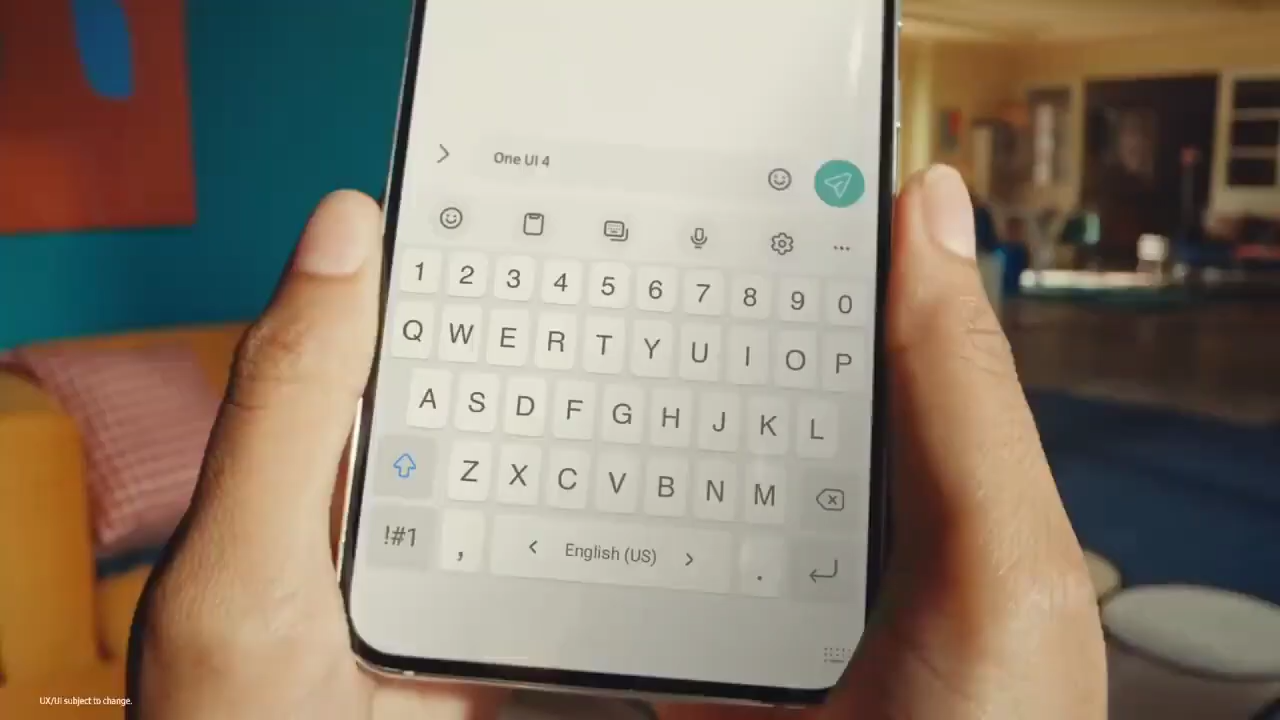 One UI 4
1 2 3 4 5 6 7 8 9 0
Q W E R T Y U I O P
A S D F G H J K L
Z X C V B N M
!#1 , < English (US) > .
UX/UI subject to change.